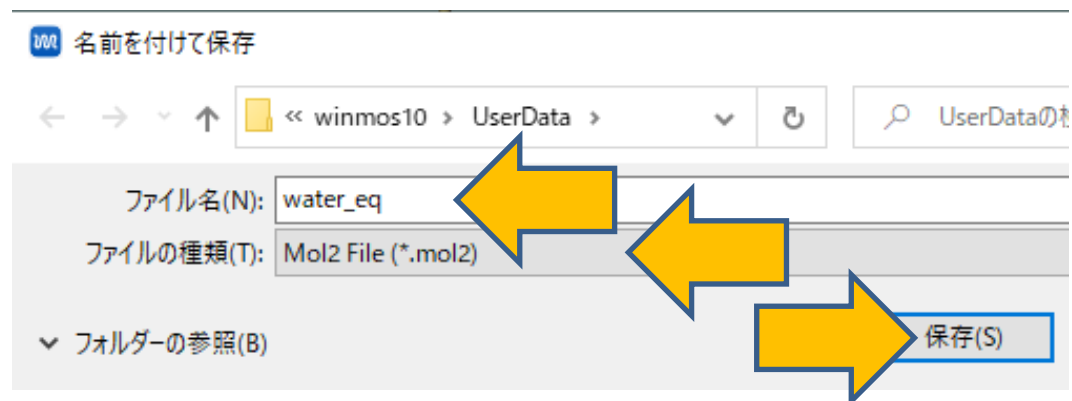 名前を付けて保存
« winmos10 › UserData ›
UserDataの
ファイル名(N): water_eq
ファイルの種類(T): Mol2 File (*.mol2)
フォルダーの参照(B)
保存(S)